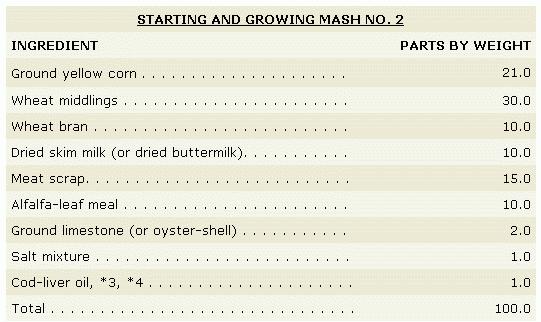 STARTING AND GROWING MASH NO. 2
INGREDIENT PARTS BY WEIGHT
Ground yellow corn . . . . . . . . . . . . . . . . . . . . . 21.0
Wheat middlings . . . . . . . . . . . . . . . . . . . . . . . 30.0
Wheat bran . . . . . . . . . . . . . . . . . . . . . . . . . . 10.0
Dried skim milk (or dried buttermilk). . . . . . . . . . . 10.0
Meat scrap. . . . . . . . . . . . . . . . . . . . . . . . . . . 15.0
Alfalfa-leaf meal . . . . . . . . . . . . . . . . . . . . . . . 10.0
Ground limestone (or oyster-shell) . . . . . . . . . . . 2.0
Salt mixture . . . . . . . . . . . . . . . . . . . . . . . . . . 1.0
Cod-liver oil, *3, *4 . . . . . . . . . . . . . . . . . . . . . 1.0
Total . . . . . . . . . . . . . . . . . . . . . . . . . . . . . . . 100.0